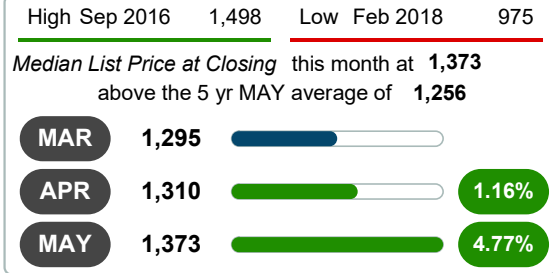 High Sep 2016 1,498 Low Feb 2018 975
Median List Price at Closing this month at 1,373
above the 5 yr MAY average of 1,256
MAR 1,295
APR 1,310 1.16%
MAY 1,373 4.77%